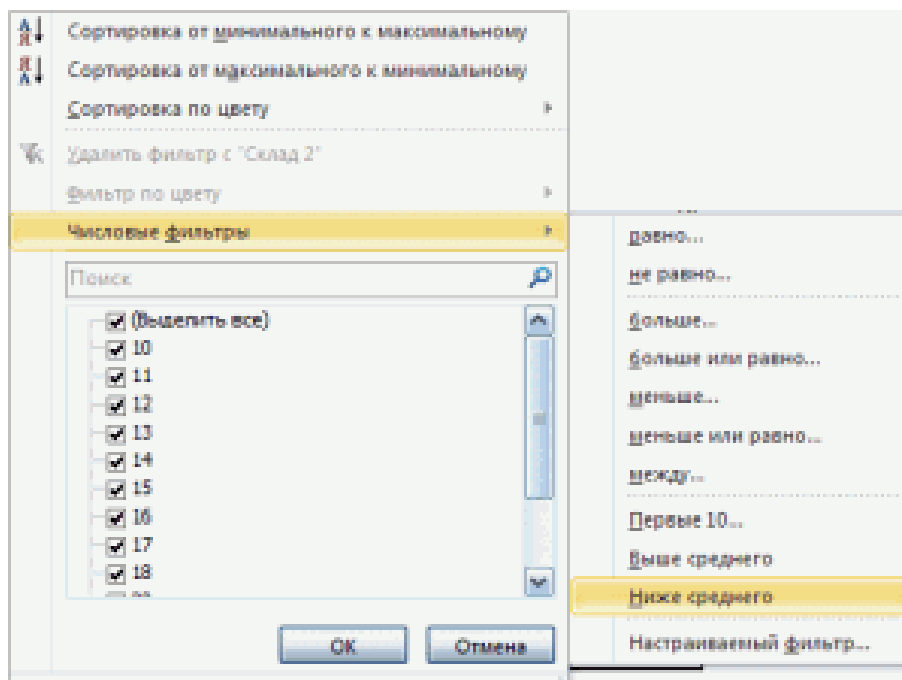 Сортировка от минимального к максимальному
Сортировка от максимального к минимальному
Сортировка по цвету
Удалить фильтр с "Склад 2"
Фильтр по цвету
Числовые фильтры
Поиск
(Выделить все)
10
11
12
13
14
15
16
17
18
ОК
Отмена
равно...
не равно...
больше...
больше или равно...
меньше...
меньше или равно...
между...
Первые 10...
Выше среднего
Ниже среднего
Настраиваемый фильтр...